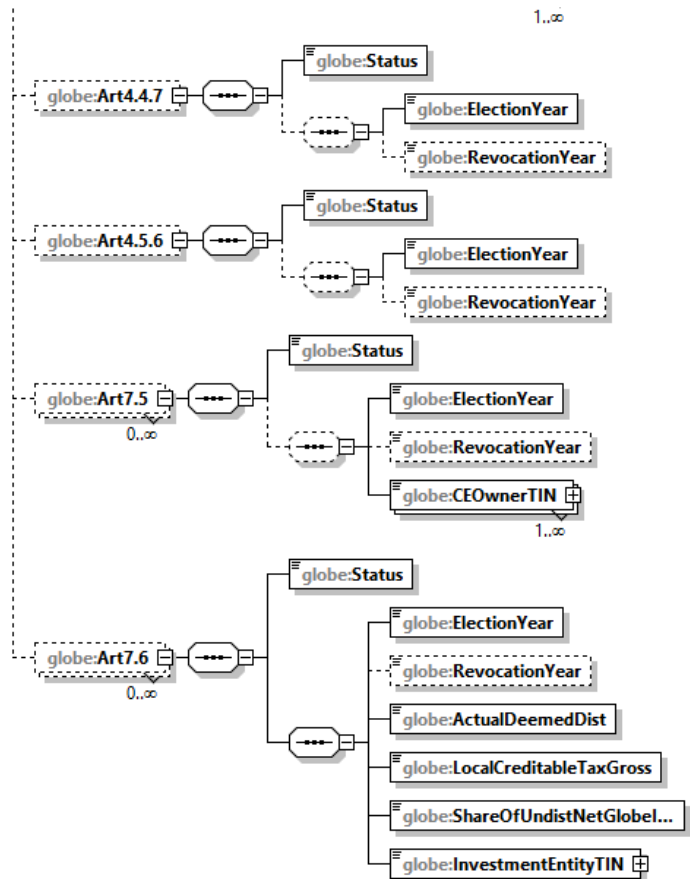 1..∞
globe:Status
globe:Art4.4.7
globe:ElectionYear
globe:RevocationYear
globe:Status
globe:Art4.5.6
globe:ElectionYear
globe:RevocationYear
globe:Status
globe:Art7.5
0..∞
globe:ElectionYear
globe:RevocationYear
globe:CEOwnerTIN
1..∞
globe:Status
globe:Art7.6
0..∞
globe:ElectionYear
globe:RevocationYear
globe:ActualDeemedDist
globe:LocalCreditableTaxGross
globe:ShareOfUndistNetGlobeI...
globe:InvestmentEntityTIN